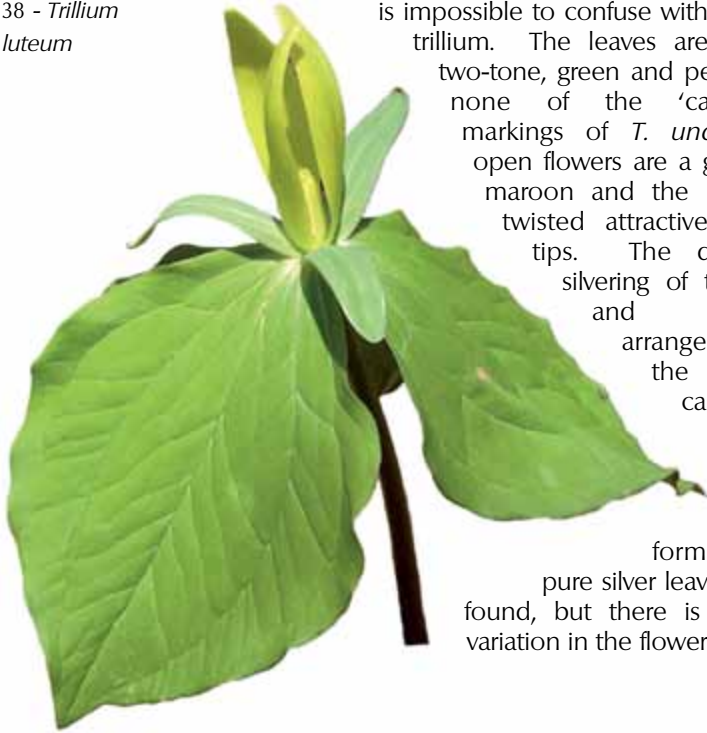 38 - Trillium
luteum
is impossible to confuse with
trillium. The leaves are
two-tone, green and pe
none of the ‘ca
markings of T. und
open flowers are a g
maroon and the
twisted attractive
tips. The
silvering of t
and
arrange
the
ca
form
pure silver leav
found, but there is
variation in the flower